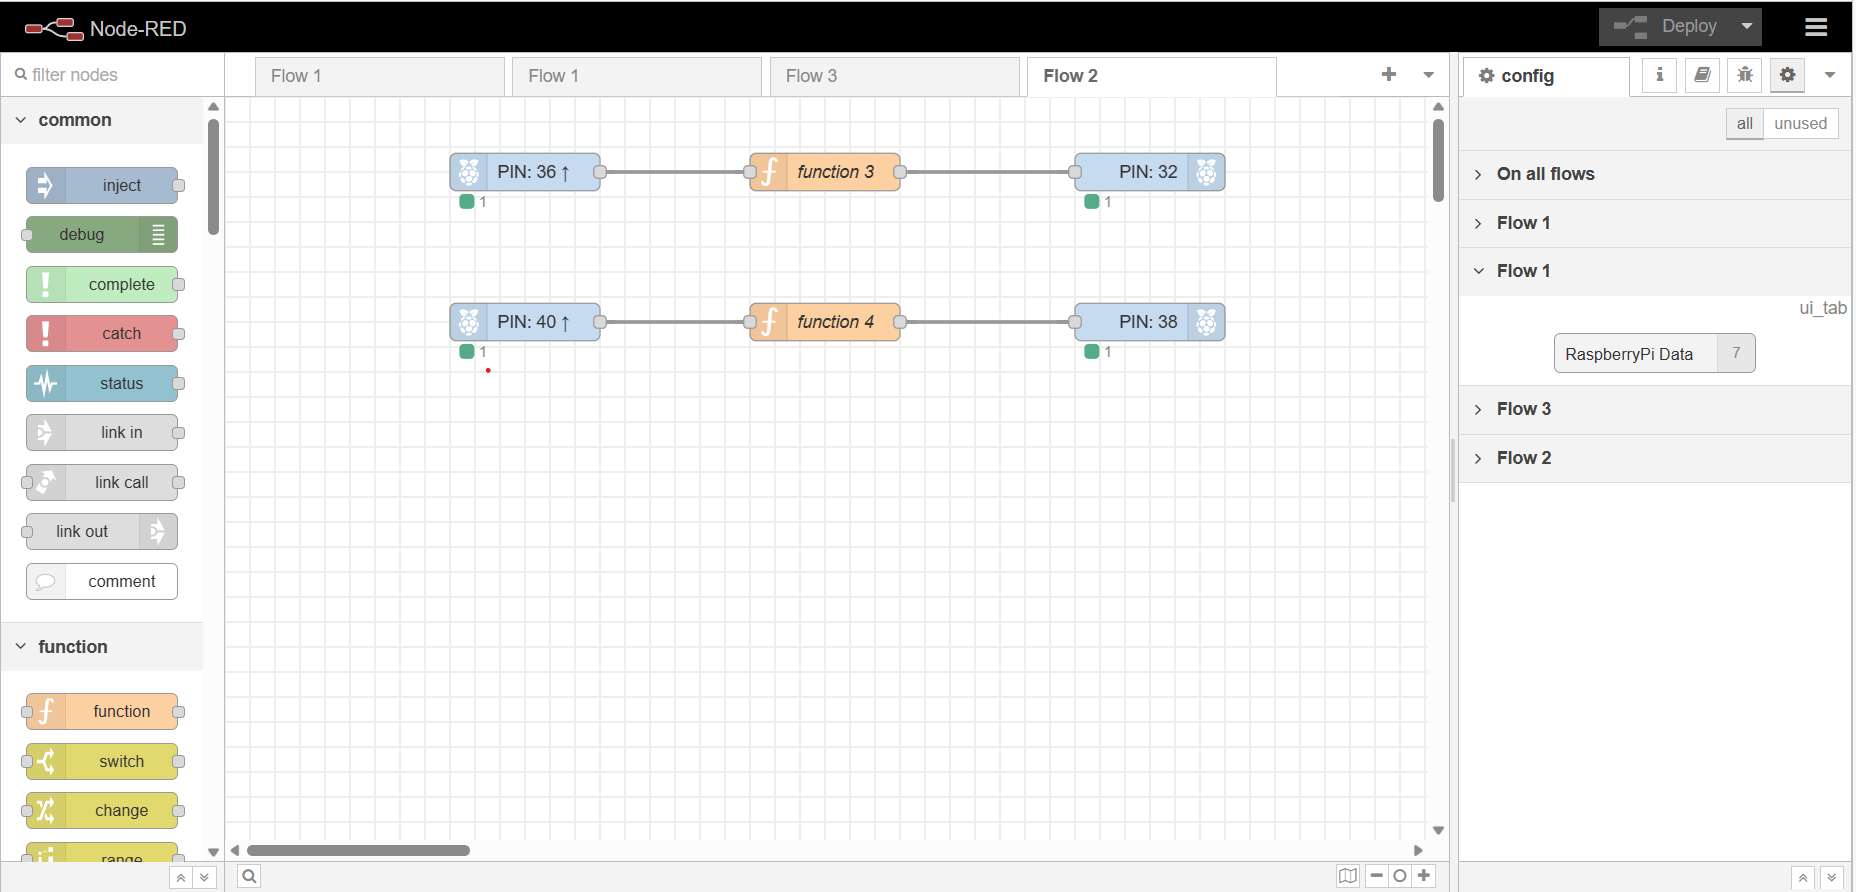 Node-RED
Deploy
filter nodes
Flow 1
Flow 1
Flow 3
Flow 2
config
i
all
unused
common
inject
debug
complete
catch
status
link in
link call
link out
comment
function
function
switch
change
range
PIN: 36 ↑
1
function 3
PIN: 32
1
PIN: 40 ↑
1
function 4
PIN: 38
1
On all flows
Flow 1
Flow 1
ui_tab
RaspberryPi Data
7
Flow 3
Flow 2